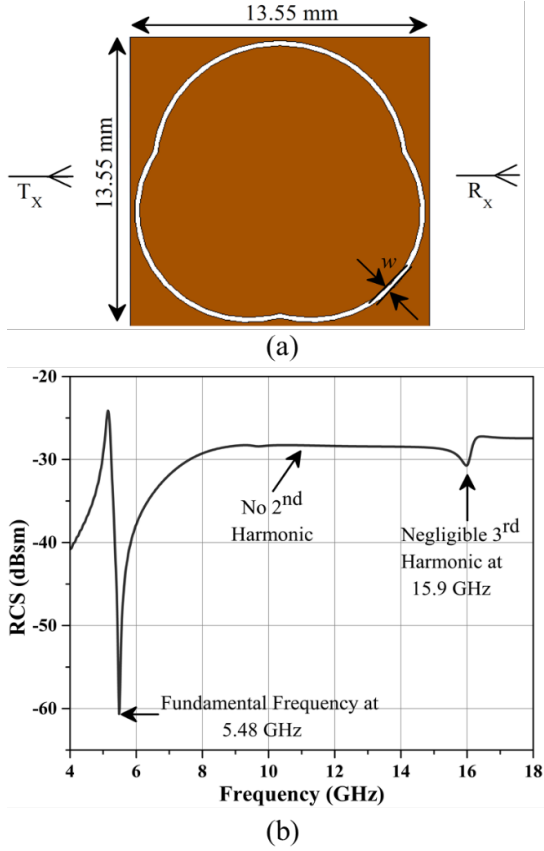 13.55 mm
13.55 mm
TX
RX
w
(a)
-20
-30
-40
-50
-60
RCS (dBsm)
No 2nd
Harmonic
Negligible 3rd
Harmonic at
15.9 GHz
Fundamental Frequency at
5.48 GHz
4 6 8 10 12 14 16 18
Frequency (GHz)
(b)